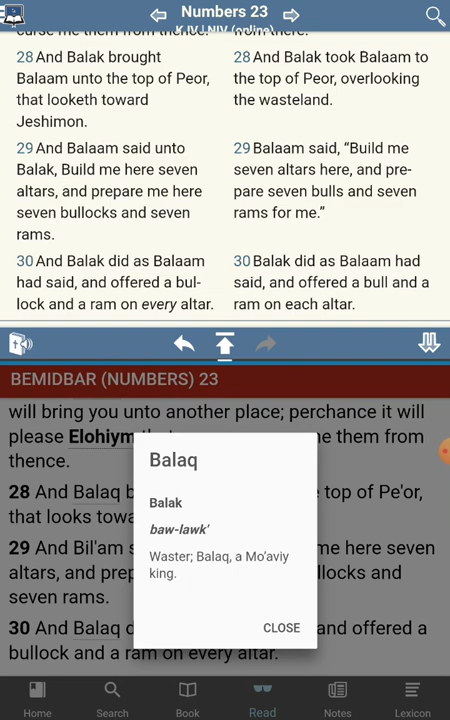 Numbers 23
KJV | NIV (online)
28 And Balak brought
Balaam unto the top of Peor,
that looketh toward
Jeshimon.
29 And Balaam said unto
Balak, Build me here seven
altars, and prepare me here
seven bullocks and seven
rams.
30 And Balak did as Balaam
had said, and offered a bul-
lock and a ram on every altar.
28 And Balak took Balaam to
the top of Peor, overlooking
the wasteland.
29 Balaam said, “Build me
seven altars here, and pre-
pare seven bulls and seven
rams for me.”
30 Balak did as Balaam had
said, and offered a bull and a
ram on each altar.
BEMIDBAR (NUMBERS) 23
will bring you unto another place; perchance it will
please Elohiym them from
thence.
28 And Balaq top of Pe'or,
that looks
29 And Bil'am me here seven
altars, and
seven rams.
30 And Balaq and offered a
bullock and a ram on every altar.
Balaq
Balak
baw-lawk'
Waster; Balaq, a Mo'aviy
king.
CLOSE
Home
Search
Book
Read
Notes
Lexicon